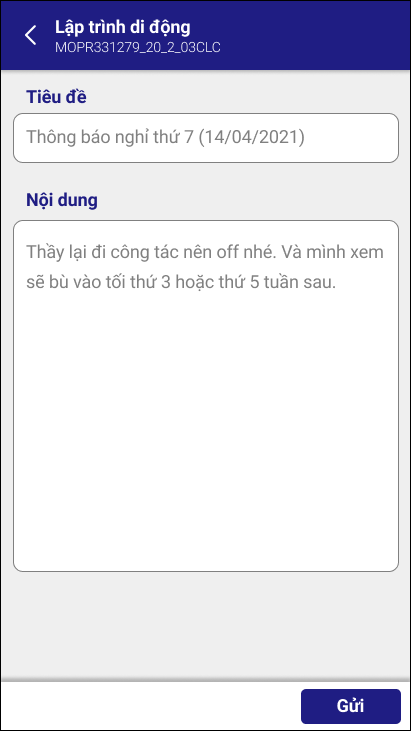 Lập trình di động
MOPR331279_20_2_03CLC
Tiêu đề
Thông báo nghỉ thứ 7 (14/04/2021)
Nội dung
Thầy lại đi công tác nên off nhé. Và mình xem
sẽ bù vào tối thứ 3 hoặc thứ 5 tuần sau.
Gửi